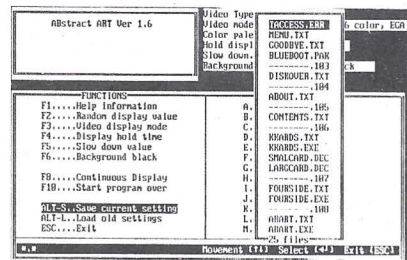 ABstract ART Ver 1.6
Video Type
Video mode
Color pale
Hold displ
Slow down.
Background
6 color, EGA
ck
FUNCTIONS
F1.....Help Information
F2.....Random display value
F3.....Video display mode
F4.....Display hold time
F5.....Slow down value
F6.....Background black
F8.....Continuous Display
F10....Start program over
ALT-S..Save current setting
ALT-L..Load old settings
ESC....Exit
A.
B.
C.
D.
E.
F.
G.
H.
I.
J.
K.
L.
M.
TACCESS.ERR
MENU.TXT
GOODBYE.TXT
BLUEBOOT.PAK
--------.103
DISKOVER.TXT
--------.104
ABOUT.TXT
--------.105
CONTENTS.TXT
--------.106
KKARDS.TXT
KKARDS.EXE
SMALCARD.DEC
LARGCARD.DEC
--------.107
FOURSIDE.TXT
FOURSIDE.EXE
--------.108
ABART.TXT
ABART.EXE
25 files
*.*
Movement (↑↓) Select (↵) Exit (ESC)